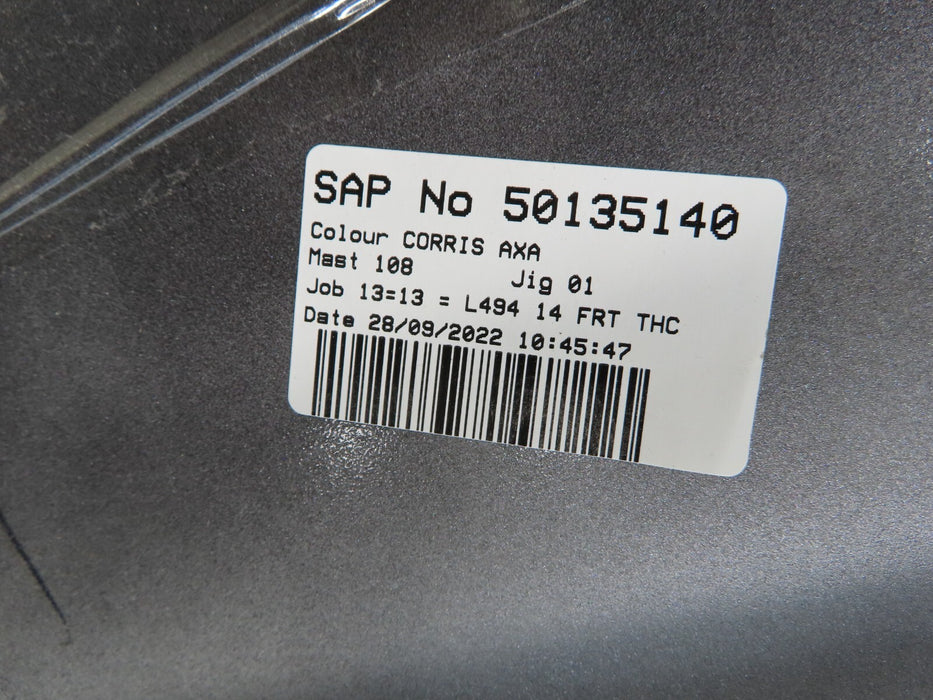 SAP No 50135140
Colour CORRIS AXA
Mast 108 Jig 01
Job 13=13 = L494 14 FRT THC
Date 28/09/2022 10:45:47